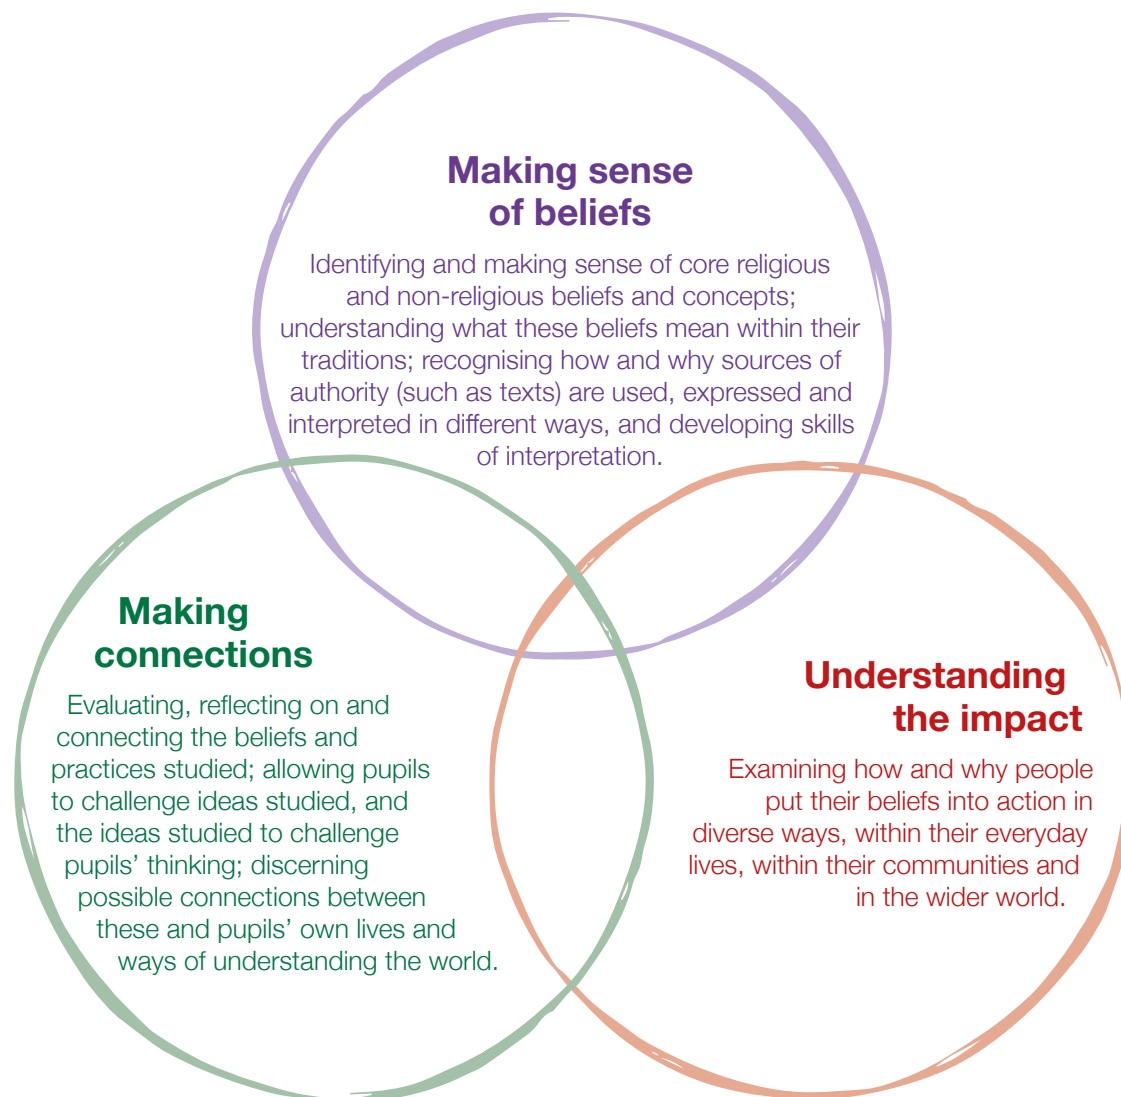 Making sense
of beliefs
Identifying and making sense of core religious
and non-religious beliefs and concepts;
understanding what these beliefs mean within their
traditions; recognising how and why sources of
authority (such as texts) are used, expressed and
interpreted in different ways, and developing skills
of interpretation.
Making
connections
Evaluating, reflecting on and
connecting the beliefs and
practices studied; allowing pupils
to challenge ideas studied, and
the ideas studied to challenge
pupils’ thinking; discerning
possible connections between
these and pupils’ own lives and
ways of understanding the world.
Understanding
the impact
Examining how and why people
put their beliefs into action in
diverse ways, within their everyday
lives, within their communities and
in the wider world.